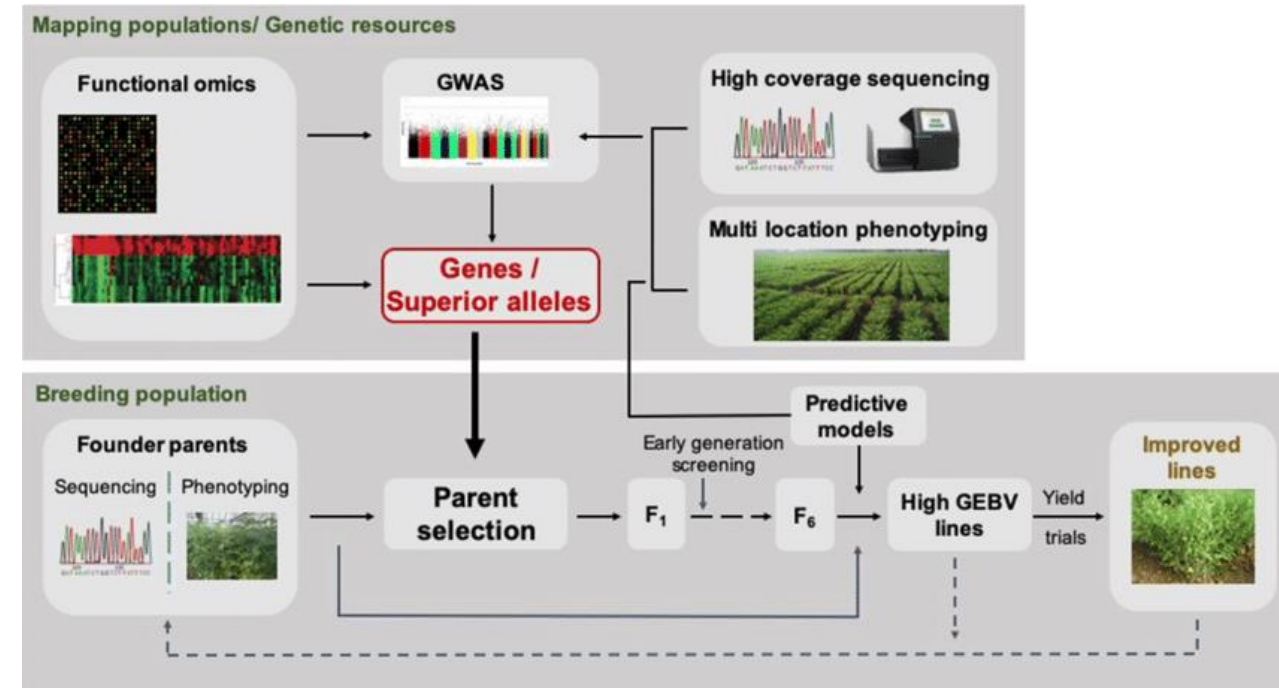 Mapping populations/ Genetic resources
Functional omics
GWAS
High coverage sequencing
Multi location phenotyping
Genes /
Superior alleles
Breeding population
Founder parents
Sequencing
Phenotyping
Parent
selection
Early generation
screening
F₁
F₆
Predictive
models
High GEBV
lines
Yield
trials
Improved
lines